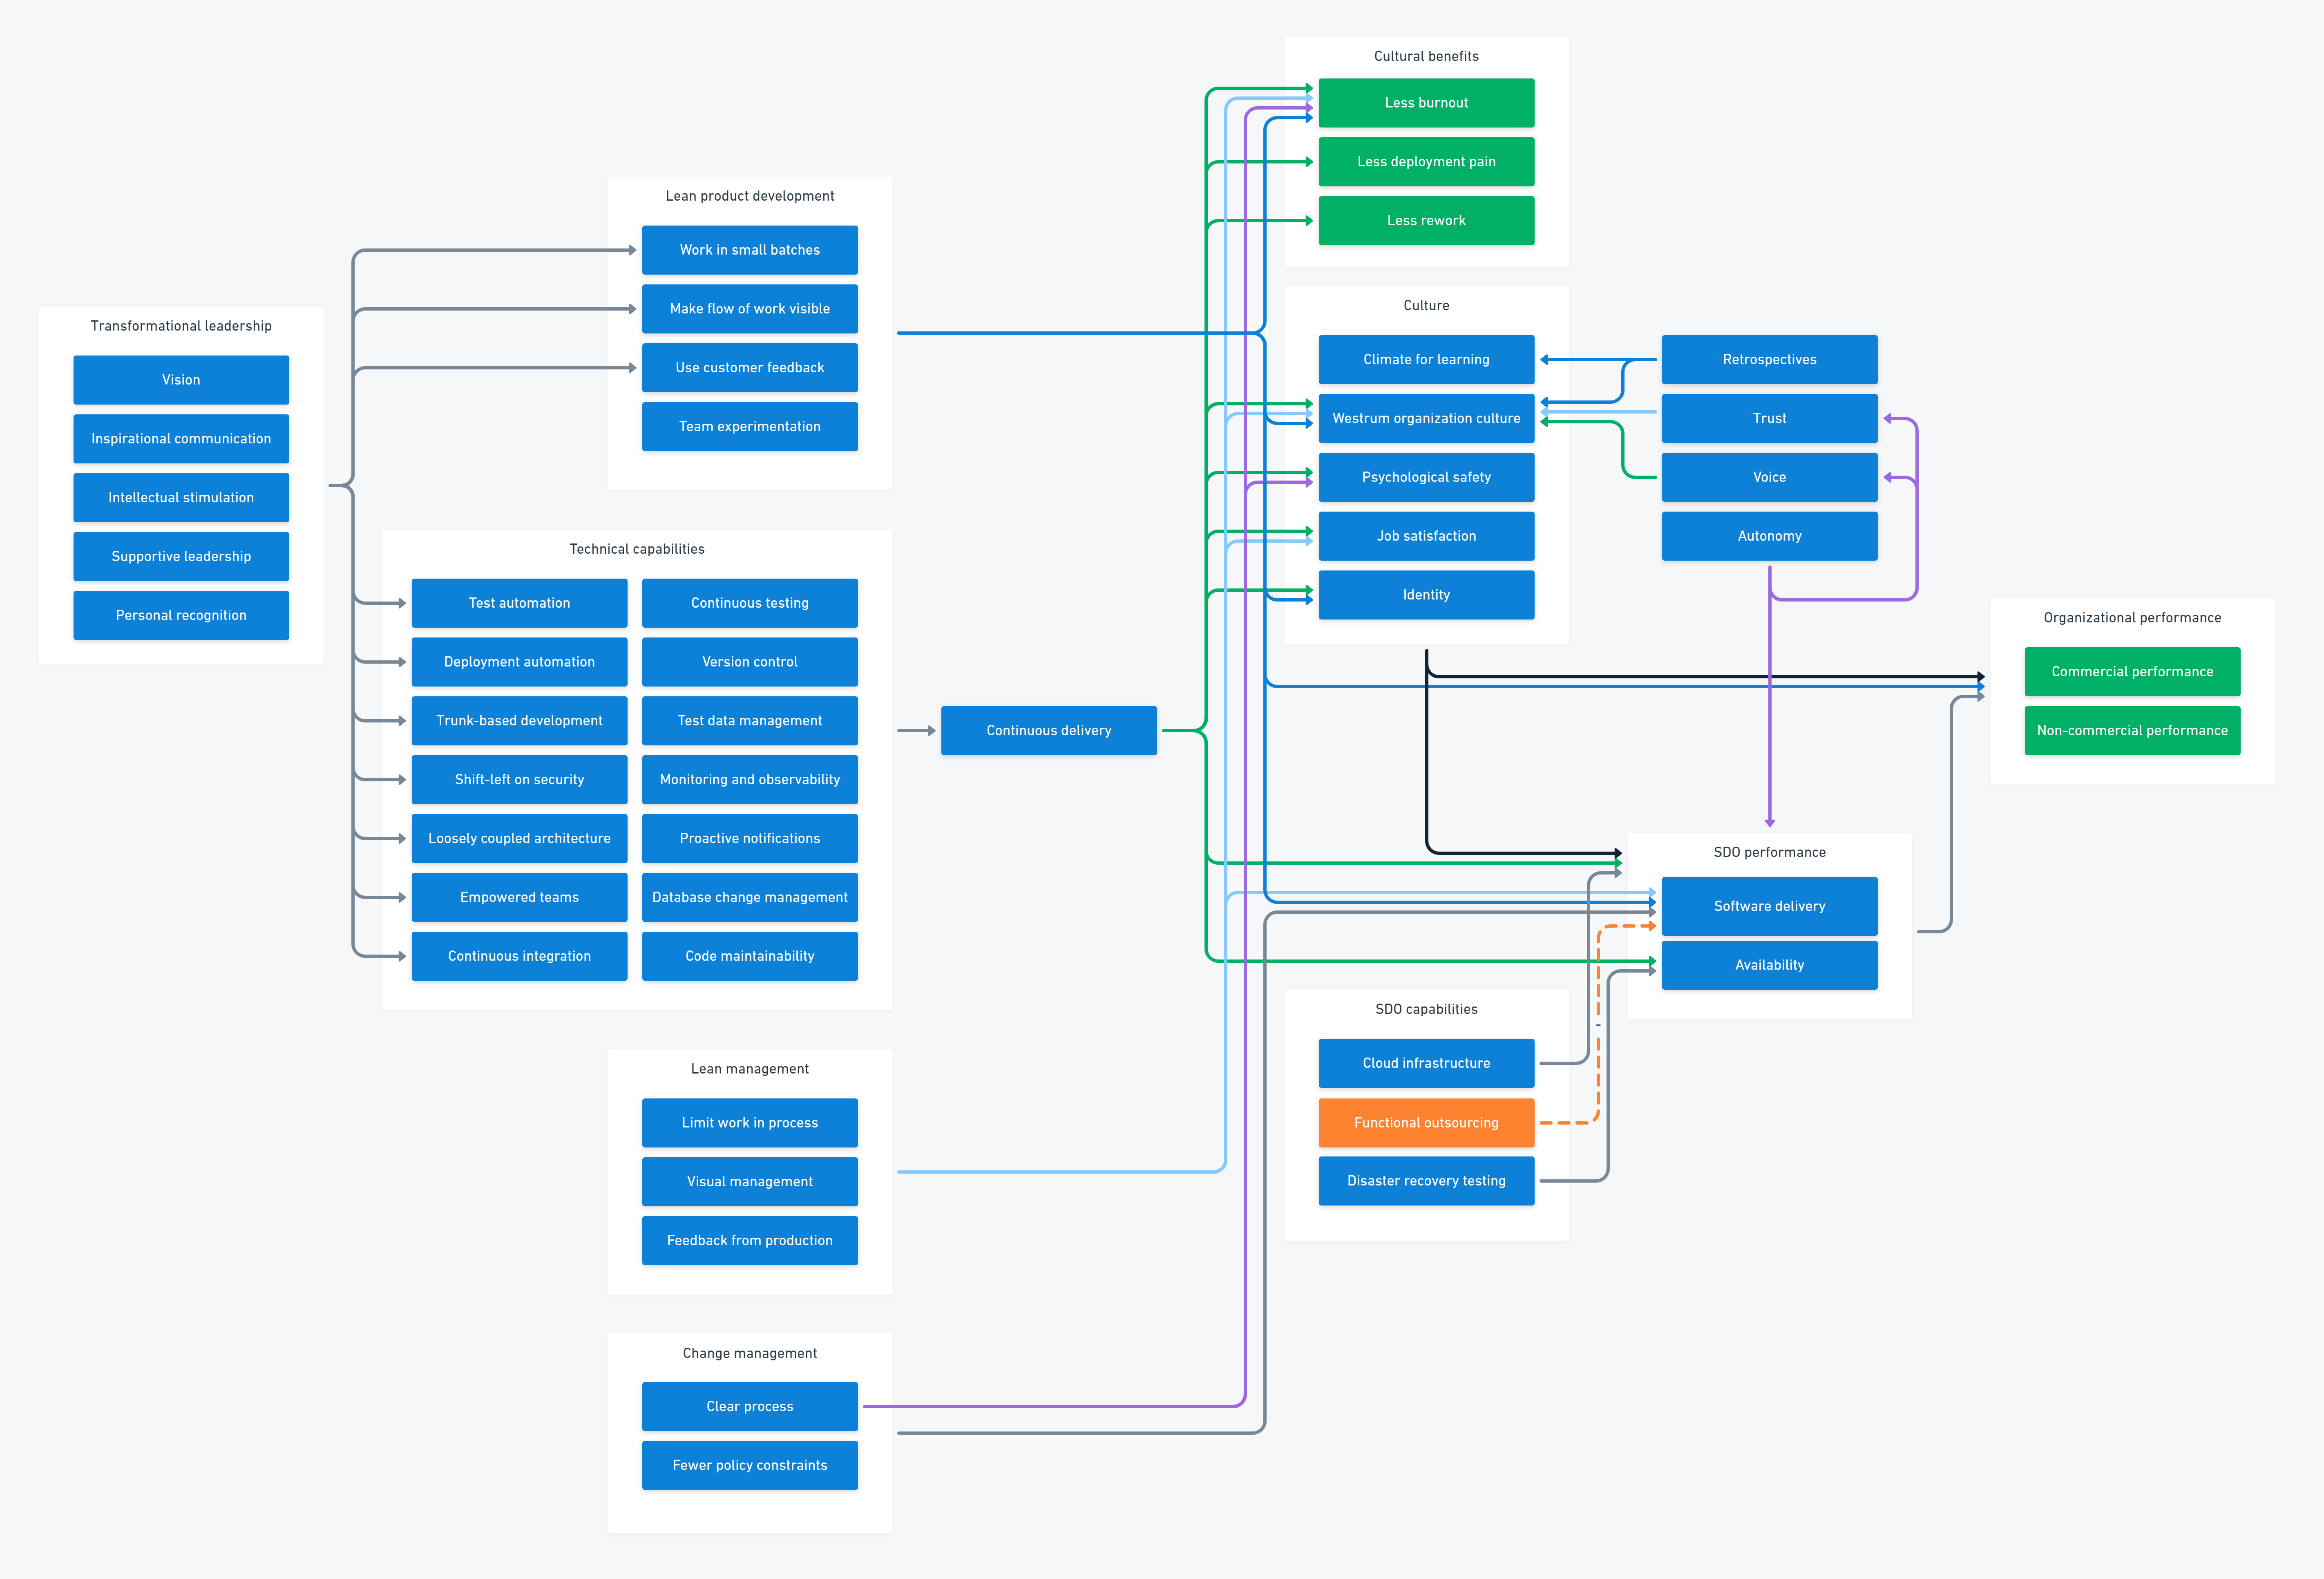 Transformational leadership
Vision
Inspirational communication
Intellectual stimulation
Supportive leadership
Personal recognition
Lean product development
Work in small batches
Make flow of work visible
Use customer feedback
Team experimentation
Technical capabilities
Test automation
Continuous testing
Deployment automation
Version control
Trunk-based development
Test data management
Shift-left on security
Monitoring and observability
Loosely coupled architecture
Proactive notifications
Empowered teams
Database change management
Continuous integration
Code maintainability
Lean management
Limit work in process
Visual management
Feedback from production
Change management
Clear process
Fewer policy constraints
Continuous delivery
Cultural benefits
Less burnout
Less deployment pain
Less rework
Culture
Climate for learning
Westrum organization culture
Psychological safety
Job satisfaction
Identity
Retrospectives
Trust
Voice
Autonomy
SDO performance
Software delivery
Availability
SDO capabilities
Cloud infrastructure
Functional outsourcing
Disaster recovery testing
-
Organizational performance
Commercial performance
Non-commercial performance